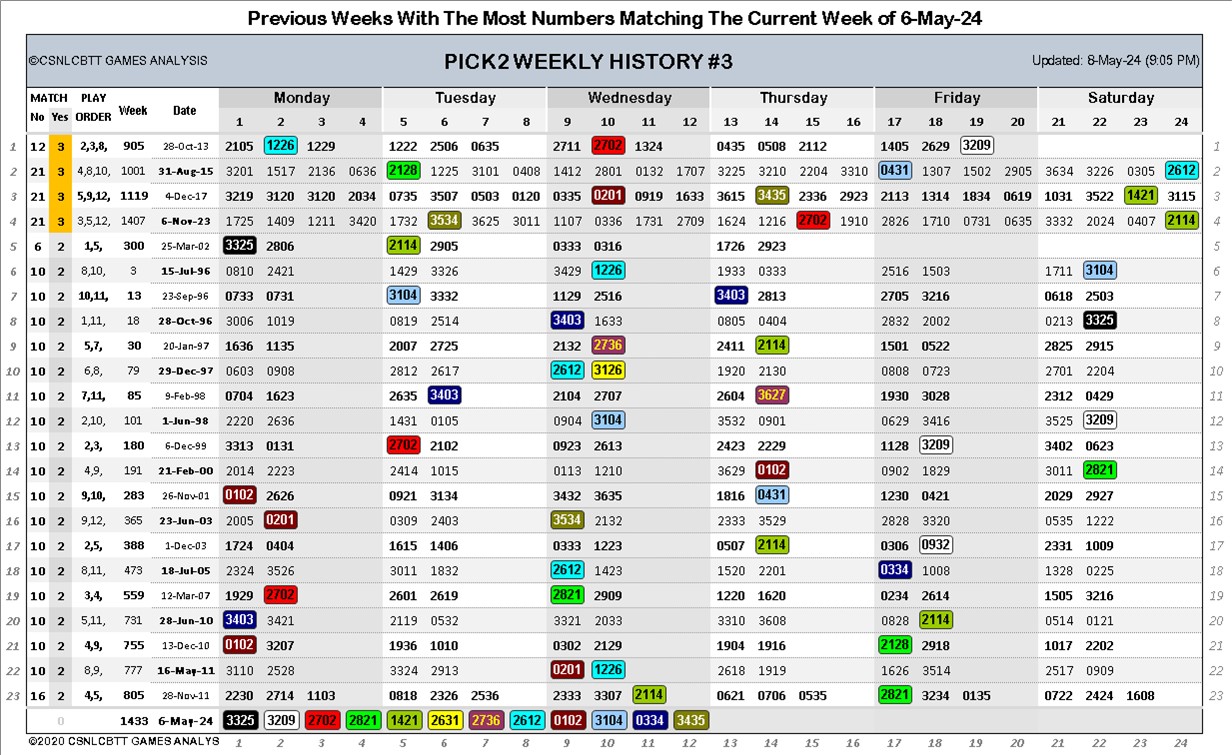 Previous Weeks With The Most Numbers Matching The Current Week of 6-May-24
©CSNLCBTT GAMES ANALYSIS PICK2 WEEKLY HISTORY #3 Updated: 8-May-24 (9:05 PM)
MATCH PLAY Week Date Monday Tuesday Wednesday Thursday Friday Saturday
No Yes ORDER 1 2 3 4 5 6 7 8 9 10 11 12 13 14 15 16 17 18 19 20 21 22 23 24
1 12 3 2,3,8, 905 28-Oct-13 2105 1226 1229 1222 2506 0635 2711 2702 1324 0435 0508 2112 1405 2629 3209 1
2 21 3 4,8,10, 1001 31-Aug-15 3201 1517 2136 0636 2128 1225 3101 0408 1412 2801 0132 1707 3225 3210 2204 3310 0431 1307 1502 2905 3634 3226 0305 2612 2
3 21 3 5,9,12, 1119 4-Dec-17 3219 3120 3120 2034 0735 3507 0503 0120 0335 0201 0919 1633 3615 3435 2336 2923 2113 1314 1834 0619 1031 3522 1421 3115 3
4 21 3 3,5,12, 1407 6-Nov-23 1725 1409 1211 3420 1732 3534 3625 3011 1107 0336 1731 2709 1624 1216 2702 1910 2826 1710 0731 0635 3332 2024 0407 2114 4
5 6 2 1,5, 300 25-Mar-02 3325 2806 2114 2905 0333 0316 1726 2923 5
6 10 2 8,10, 3 15-Jul-96 0810 2421 1429 3326 3429 1226 1933 0333 2516 1503 1711 3104 6
7 10 2 10,11, 13 23-Sep-96 0733 0731 3104 3332 1129 2516 3403 2813 2705 3216 0618 2503 7
8 10 2 1,11, 18 28-Oct-96 3006 1019 0819 2514 3403 1633 0805 0404 2832 2002 0213 3325 8
9 10 2 5,7, 30 20-Jan-97 1636 1135 2007 2725 2132 2736 2411 2114 1501 0522 2825 2915 9
10 10 2 6,8, 79 29-Dec-97 0603 0908 2812 2617 2612 3126 1920 2130 0808 0723 2701 2204 10
11 10 2 7,11, 85 9-Feb-98 0704 1623 2635 3403 2104 2707 2604 3627 1930 3028 2312 0429 11
12 10 2 2,10, 101 1-Jun-98 2220 2636 1431 0105 0904 3104 3532 0901 0629 3416 3525 3209 12
13 10 2 2,3, 180 6-Dec-99 3313 0131 2702 2102 0923 2613 2423 2229 1128 3209 3402 0623 13
14 10 2 4,9, 191 21-Feb-00 2014 2223 2414 1015 0113 1210 3629 0102 0902 1829 3011 2821 14
15 10 2 9,10, 283 26-Nov-01 0102 2626 0921 3134 3432 3635 1816 0431 1230 0421 2029 2927 15
16 10 2 9,12, 365 23-Jun-03 2005 0201 0309 2403 3534 2132 2333 3529 2828 3320 0535 1222 16
17 10 2 2,5, 388 1-Dec-03 1724 0404 1615 1406 0333 1223 0507 2114 0306 0932 2331 1009 17
18 10 2 8,11, 473 18-Jul-05 2324 3526 3011 1832 2612 1423 1520 2201 0334 1008 1328 0225 18
19 10 2 3,4, 559 12-Mar-07 1929 2702 2601 2619 2821 2909 1220 1620 0234 2614 1505 3216 19
20 10 2 5,11, 731 28-Jun-10 3403 3421 2119 0532 3321 2033 3310 3608 0828 2114 0514 0121 20
21 10 2 4,9, 755 13-Dec-10 0102 3207 1936 1010 0302 2129 1904 1916 2128 2918 1017 2202 21
22 10 2 8,9, 777 16-May-11 3110 2528 3324 2913 0201 1226 2618 1919 1626 3514 2517 0909 22
23 16 2 4,5, 805 28-Nov-11 2230 2714 1103 0818 2326 2536 2333 3307 2114 0621 0706 0535 2821 3234 0135 0722 2424 1608 23
0 1433 6-May-24 3325 3209 2702 2821 1421 2631 2736 2612 0102 3104 0334 3435
©2020 CSNLCBTT GAMES ANALYS 1 2 3 4 5 6 7 8 9 10 11 12 13 14 15 16 17 18 19 20 21 22 23 24